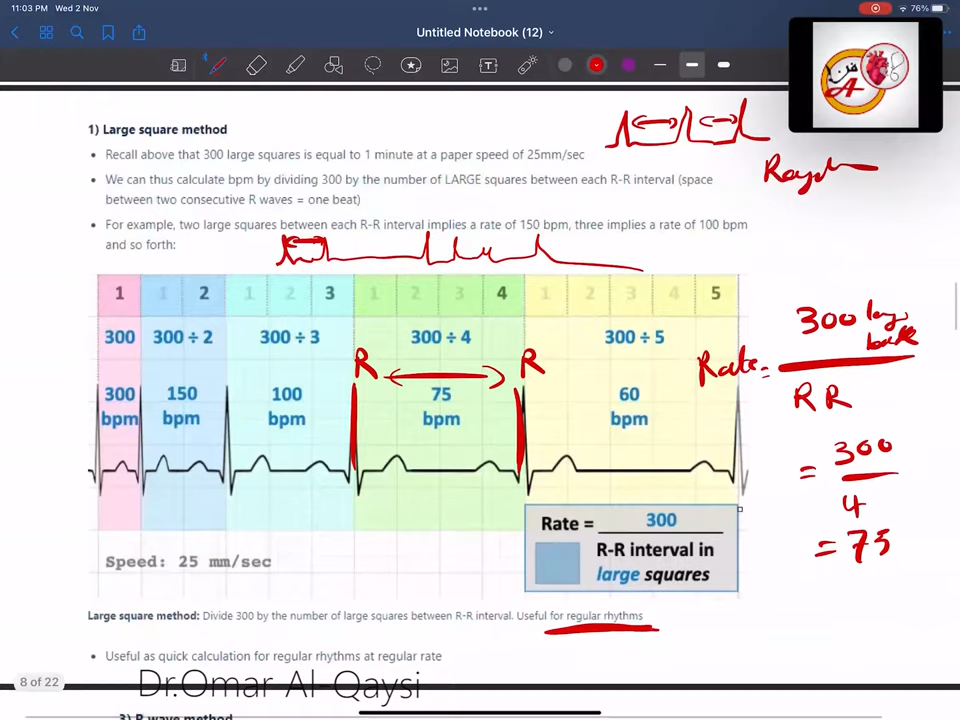 11:03 PM Wed 2 Nov
76%
Untitled Notebook (12)
1) Large square method
• Recall above that 300 large squares is equal to 1 minute at a paper speed of 25mm/sec
• We can thus calculate bpm by dividing 300 by the number of LARGE squares between each R-R interval (space
between two consecutive R waves = one beat)
• For example, two large squares between each R-R interval implies a rate of 150 bpm, three implies a rate of 100 bpm
and so forth:
1 1 2 1 2 3 1 2 3 4 1 2 3 4 5
300 300 ÷ 2 300 ÷ 3 300 ÷ 4 300 ÷ 5
R R
300 150 100 75 60
bpm bpm bpm bpm bpm
Rate = 300
R-R interval in
large squares
Speed: 25 mm/sec
300 large
Rate =
R R
= 300
4
= 75
Large square method: Divide 300 by the number of large squares between R-R interval. Useful for regular rhythms
• Useful as quick calculation for regular rhythms at regular rate
8 of 22
Dr.Omar Al-Qaysi
3) R wave method